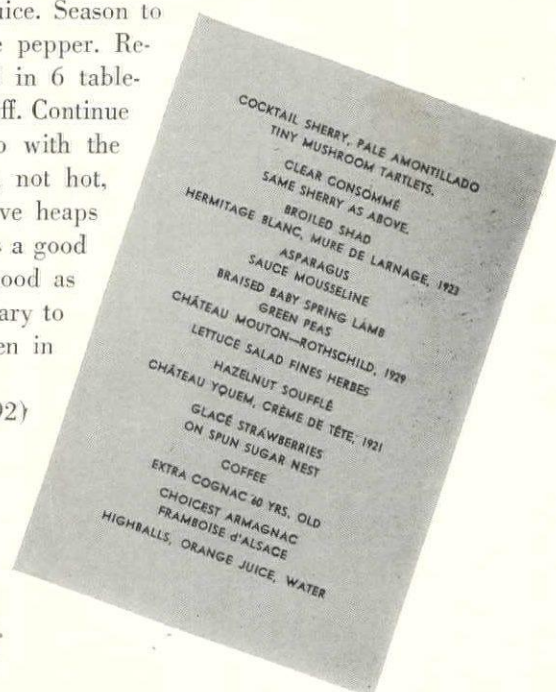 uice. Season to
pepper. Re-
in 6 table-
ff. Continue
with the
not hot,
ve heaps
a good
ood as
ary to
en in
92)
COCKTAIL SHERRY, PALE AMONTILLADO
TINY MUSHROOM TARTLETS.
CLEAR CONSOMMÉ
SAME SHERRY AS ABOVE.
BROILED SHAD
HERMITAGE BLANC, MURE DE LARNAGE, 1923
ASPARAGUS
SAUCE MOUSSELINE
BRAISED BABY SPRING LAMB
GREEN PEAS
CHÂTEAU MOUTON—ROTHSCHILD, 1929
LETTUCE SALAD FINES HERBES
HAZELNUT SOUFFLÉ
CHÂTEAU YQUEM, CRÈME DE TÊTE, 1921
GLACÉ STRAWBERRIES
ON SPUN SUGAR NEST
COFFEE
EXTRA COGNAC 60 YRS. OLD
CHOICEST ARMAGNAC
FRAMBOISE d'ALSACE
HIGHBALLS, ORANGE JUICE, WATER